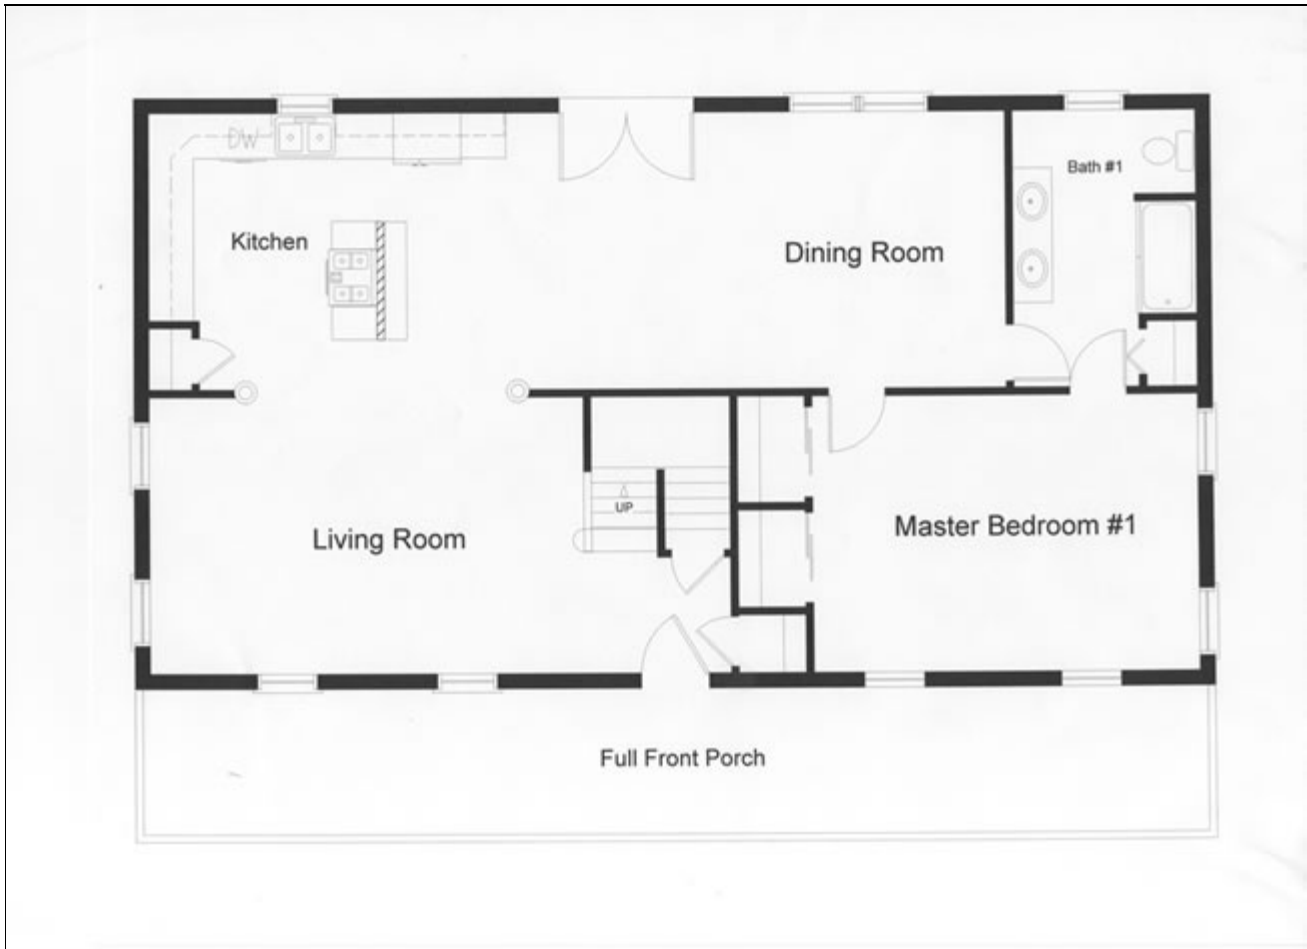 DW
Bath #1
Kitchen
Dining Room
UP
Living Room
Master Bedroom #1
Full Front Porch